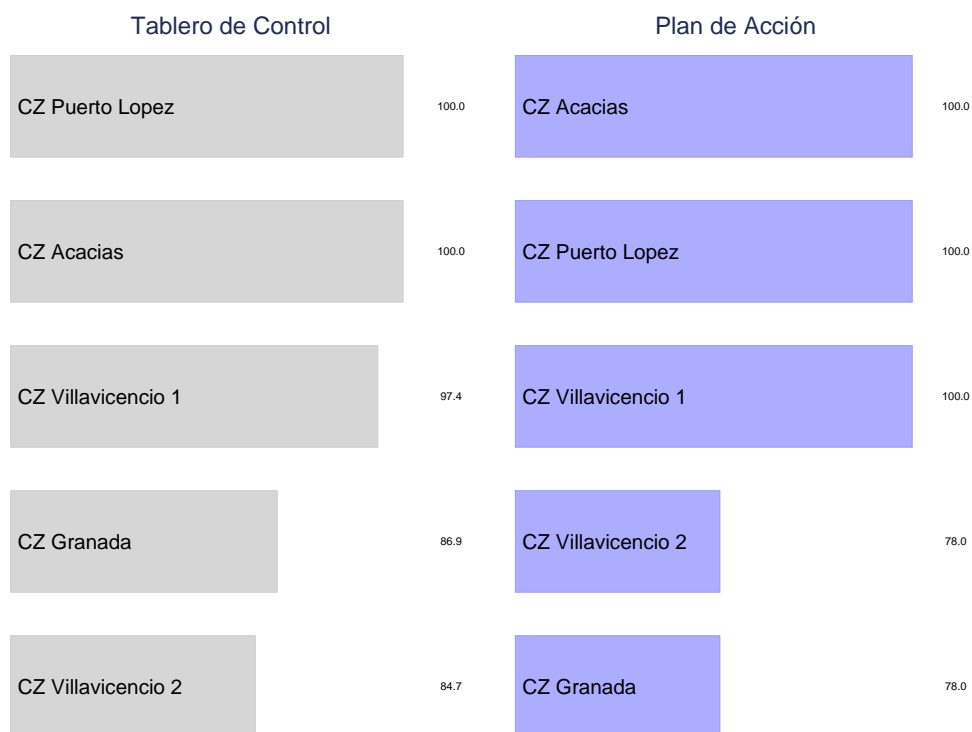 Tablero de Control
CZ Puerto Lopez 100.0
CZ Acacias 100.0
CZ Villavicencio 1 97.4
CZ Granada 86.9
CZ Villavicencio 2 84.7
Plan de Acción
CZ Acacias 100.0
CZ Puerto Lopez 100.0
CZ Villavicencio 1 100.0
CZ Villavicencio 2 78.0
CZ Granada 78.0